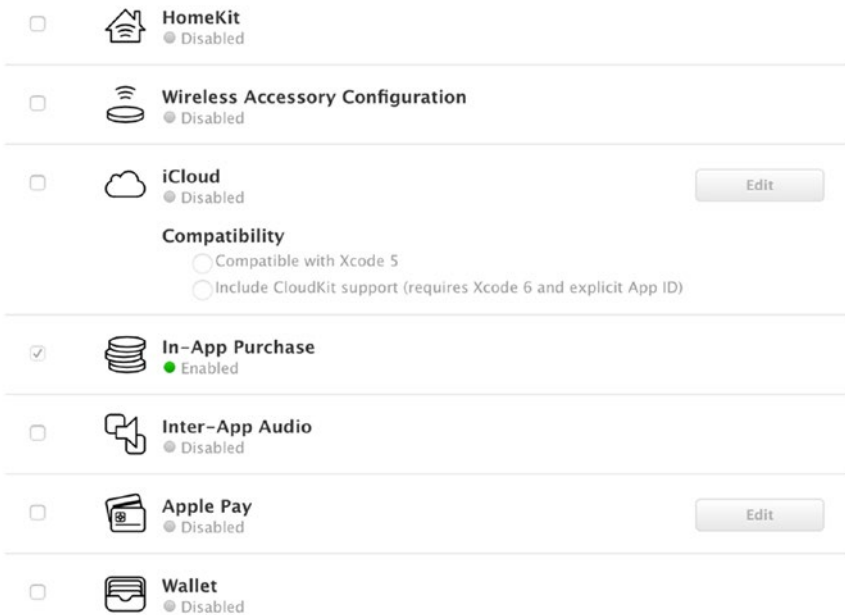 HomeKit
Disabled
Wireless Accessory Configuration
Disabled
iCloud
Disabled
Edit
Compatibility
Compatible with Xcode 5
Include CloudKit support (requires Xcode 6 and explicit App ID)
In-App Purchase
Enabled
Inter-App Audio
Disabled
Apple Pay
Disabled
Edit
Wallet
Disabled